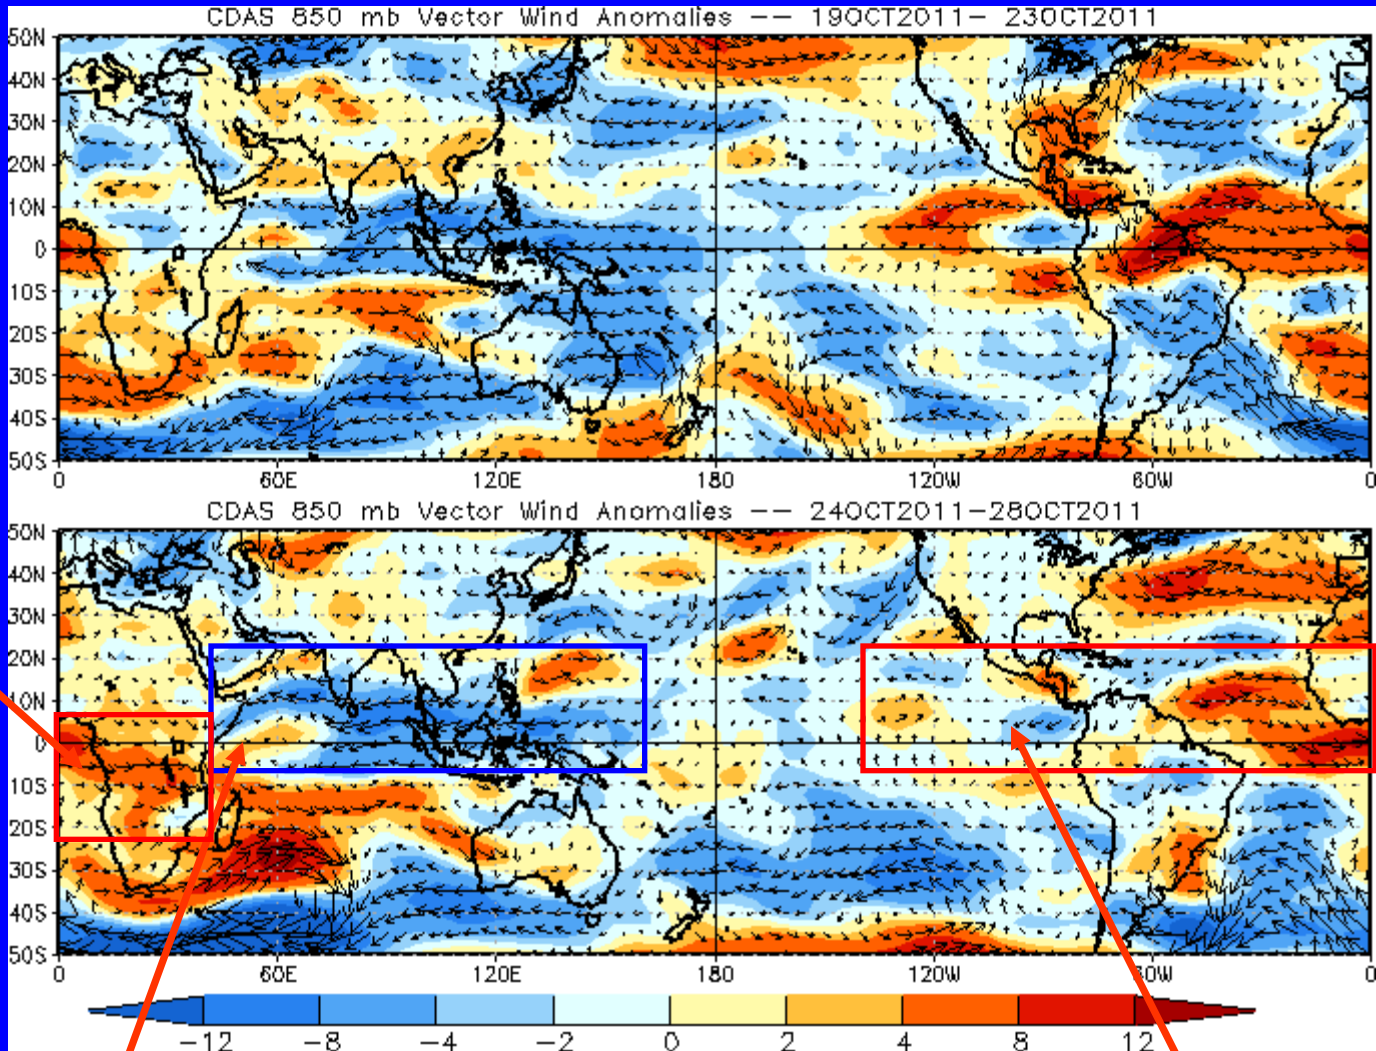 CDAS 850 mb Vector Wind Anomalies -- 19OCT2011- 23OCT2011
50N
40N
30N
20N
10N
0
10S
20S
30S
40S
50S
0 60E 120E 180 120W 60W 0
CDAS 850 mb Vector Wind Anomalies -- 24OCT2011-28OCT2011
50N
40N
30N
20N
10N
0
10S
20S
30S
40S
50S
0 60E 120E 180 120W 60W 0
-12 -8 -4 -2 0 2 4 8 12